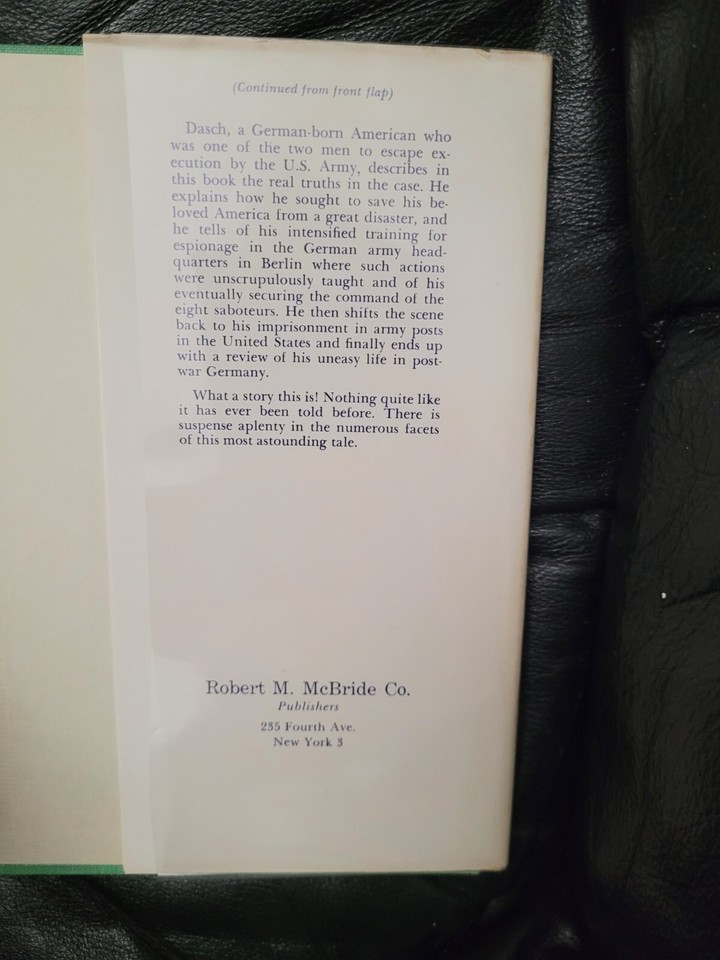 (Continued from front flap)
Dasch, a German-born American who
was one of the two men to escape ex-
ecution by the U.S. Army, describes in
this book the real truths in the case. He
explains how he sought to save his be-
loved America from a great disaster, and
he tells of his intensified training for
espionage in the German army head-
quarters in Berlin where such actions
were unscrupulously taught and of his
eventually securing the command of the
eight saboteurs. He then shifts the scene
back to his imprisonment in army posts
in the United States and finally ends up
with a review of his uneasy life in post-
war Germany.
What a story this is! Nothing quite like
it has ever been told before. There is
suspense aplenty in the numerous facets
of this most astounding tale.
Robert M. McBride Co.
Publishers
235 Fourth Ave.
New York 3